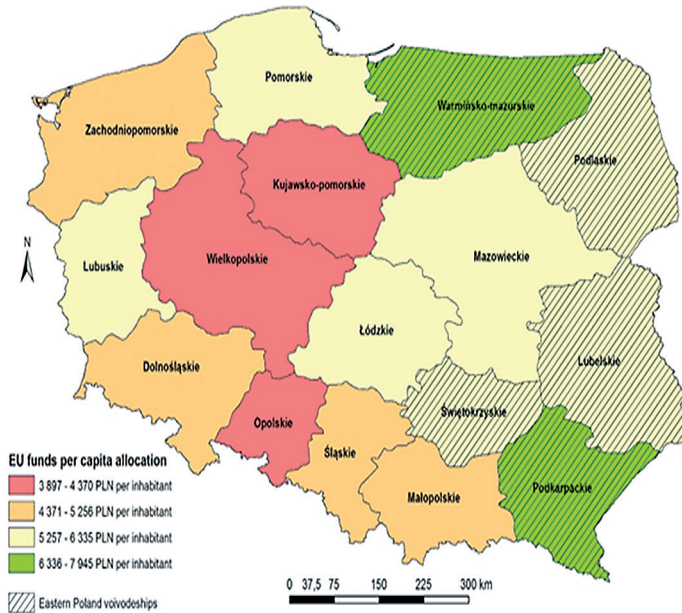 Pomorskie
Warmińsko-mazurskie
Zachodniopomorskie
Podlaskie
Kujawsko-pomorskie
N
Wielkopolskie
Mazowieckie
Lubuskie
Łódzkie
Lubelskie
Dolnośląskie
Świętokrzyskie
Opolskie
Śląskie
Małopolskie
Podkarpackie
EU funds per capita allocation
3 897 - 4 370 PLN per inhabitant
4 371 - 5 256 PLN per inhabitant
5 257 - 6 335 PLN per inhabitant
6 336 - 7 945 PLN per inhabitant
Eastern Poland voivodeships
0 37,5 75 150 225 300 km